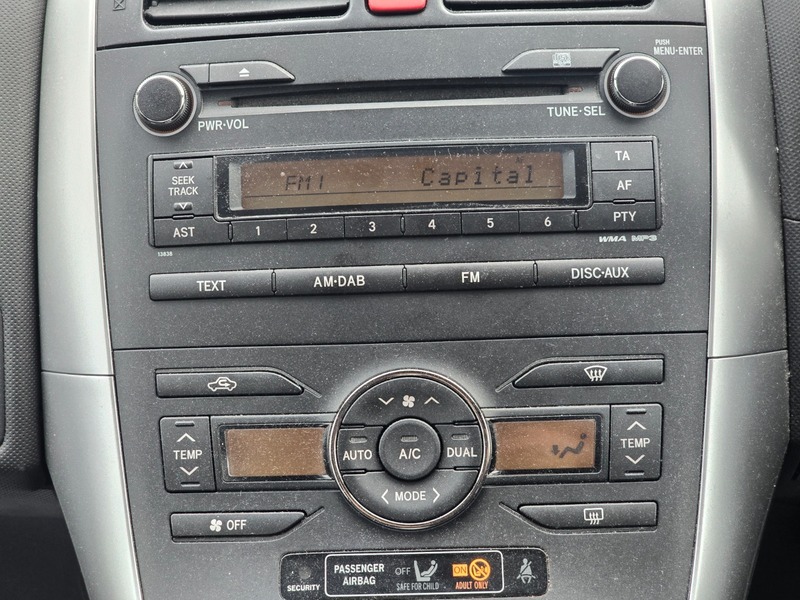 PUSH
MENU·ENTER
PWR·VOL
TUNE·SEL
SEEK
TRACK
FM1 Capital
TA
AF
AST
1 2 3 4 5 6
PTY
13838
WMA MP3
TEXT AM·DAB FM DISC·AUX
TEMP
AUTO A/C DUAL
TEMP
MODE
OFF
SECURITY
PASSENGER
AIRBAG
OFF
SAFE FOR CHILD
ON
ADULT ONLY